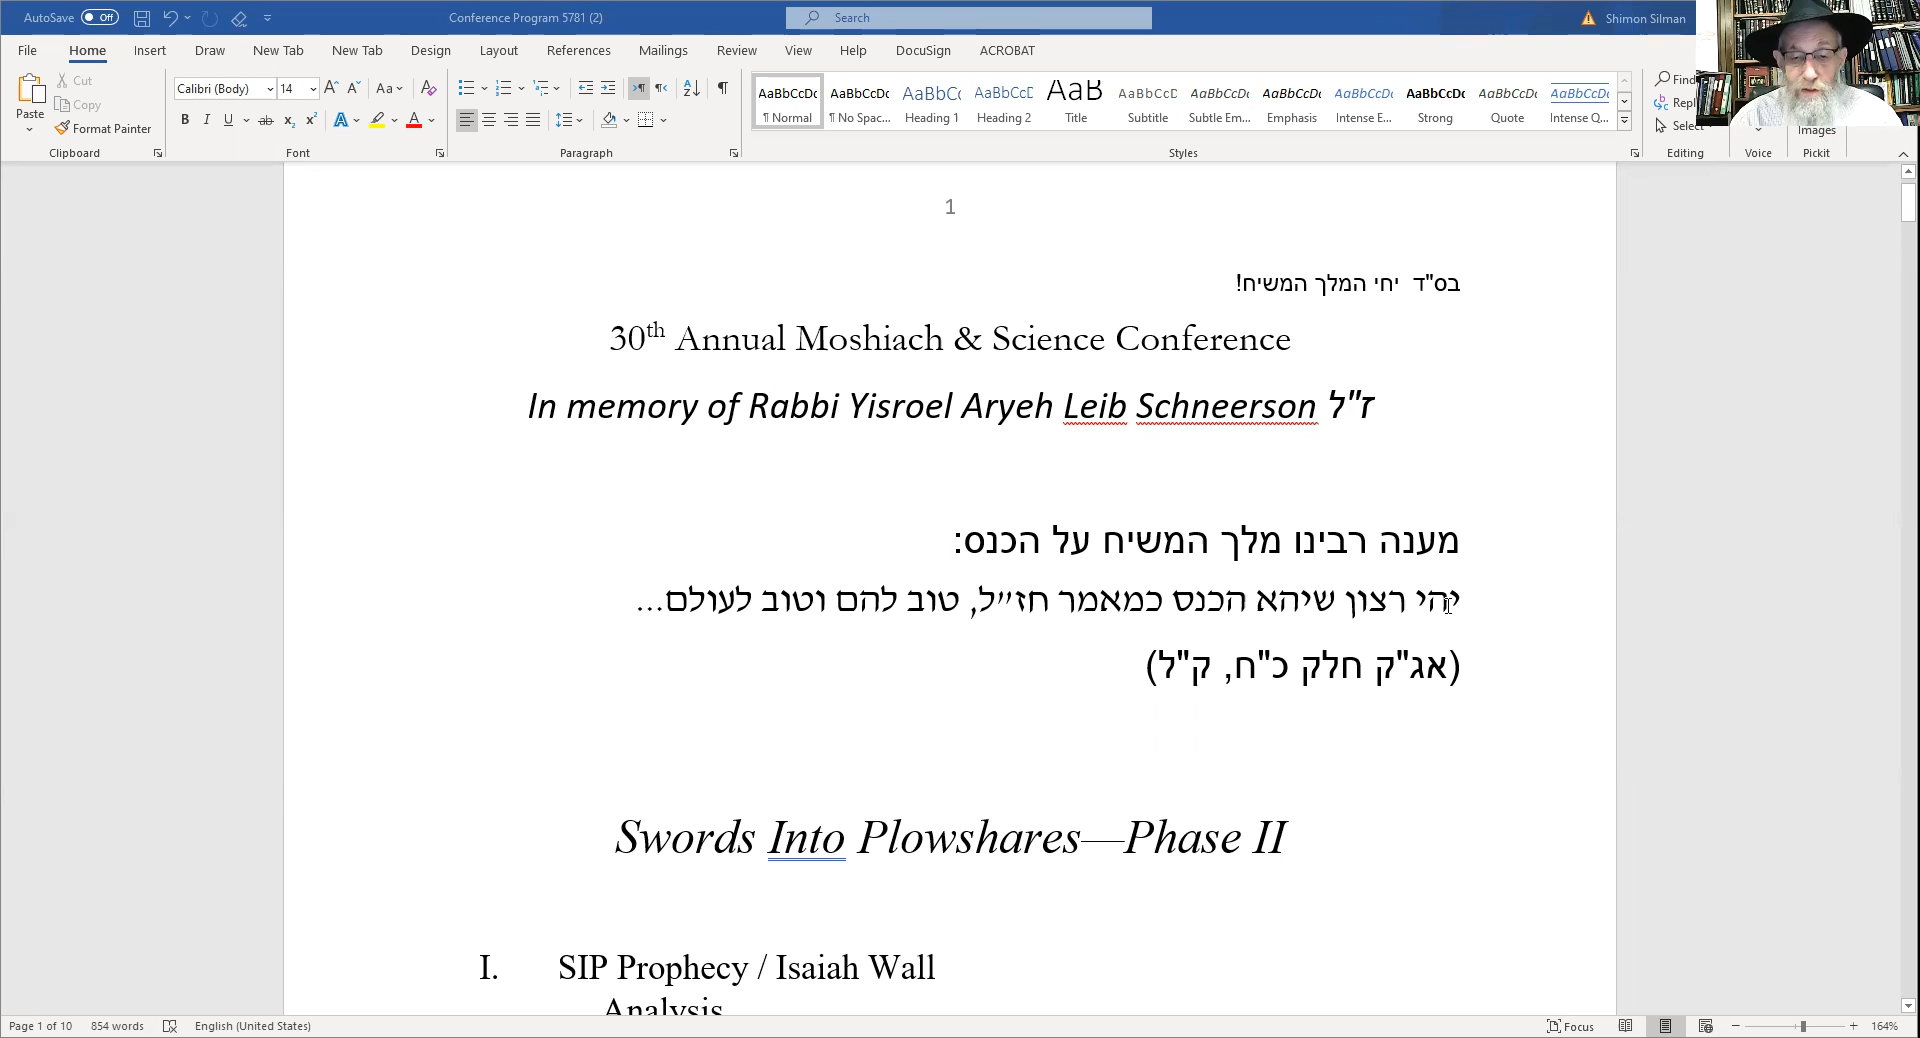 AutoSave Off Conference Program 5781 (2) Search Shimon Silman
File Home Insert Draw New Tab New Tab Design Layout References Mailings Review View Help DocuSign ACROBAT
Cut
Copy
Paste
Format Painter
Calibri (Body) 14
AaBbCcDc AaBbCcDc AaBbCc AaBbCcD AaB AaBbCcD AaBbCcDc AaBbCcDc AaBbCcDc AaBbCcDc AaBbCcDc AaBbCcDc
¶ Normal ¶ No Spac... Heading 1 Heading 2 Title Subtitle Subtle Em... Emphasis Intense E... Strong Quote Intense Q...
Find
Repl
Select
Images
Clipboard Font Paragraph Styles Editing Voice Pickit
1
בס"ד יחי המלך המשיח!
30th Annual Moshiach & Science Conference
In memory of Rabbi Yisroel Aryeh Leib Schneerson ז"ל
מענה רבינו מלך המשיח על הכנס:
יהי רצון שיהא הכנס כמאמר חז"ל, טוב להם וטוב לעולם...
(אג"ק חלק כ"ח, ק"ל)
Swords Into Plowshares—Phase II
I. SIP Prophecy / Isaiah Wall
Analysis
Page 1 of 10 854 words English (United States) Focus 164%